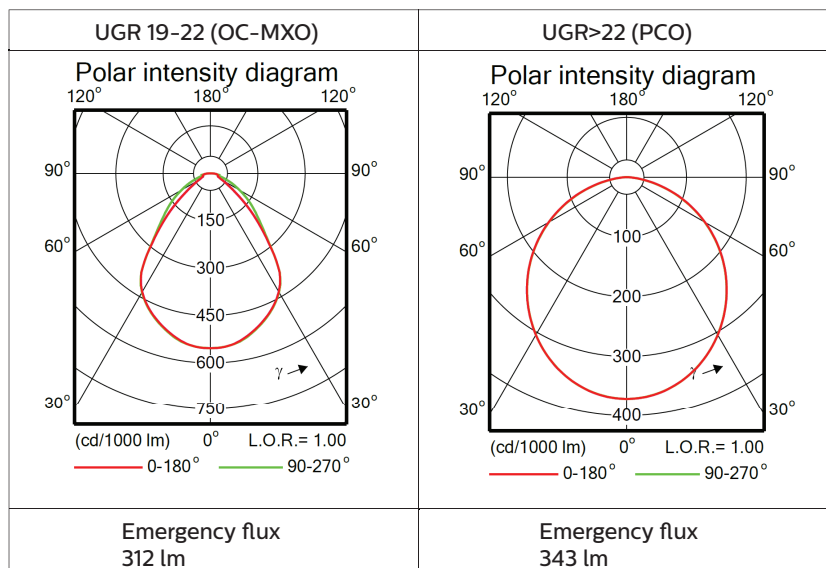 UGR 19-22 (OC-MXO)
UGR>22 (PCO)
Polar intensity diagram
120° 180° 120°
90° 90°
60° 60°
30° 30°
150
300
450
600
750
γ
(cd/1000 lm) 0° L.O.R.= 1.00
0-180° 90-270°
Polar intensity diagram
120° 180° 120°
90° 90°
60° 60°
30° 30°
100
200
300
400
γ
(cd/1000 lm) 0° L.O.R.= 1.00
0-180° 90-270°
Emergency flux
312 lm
Emergency flux
343 lm